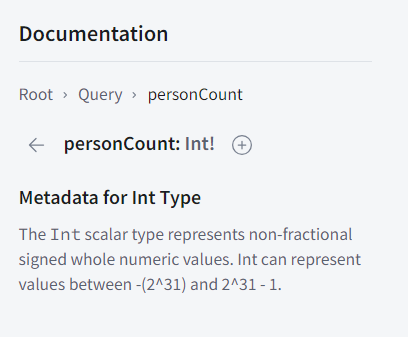 Documentation
Root › Query › personCount
personCount: Int!
Metadata for Int Type
The Int scalar type represents non-fractional
signed whole numeric values. Int can represent
values between -(2^31) and 2^31 - 1.